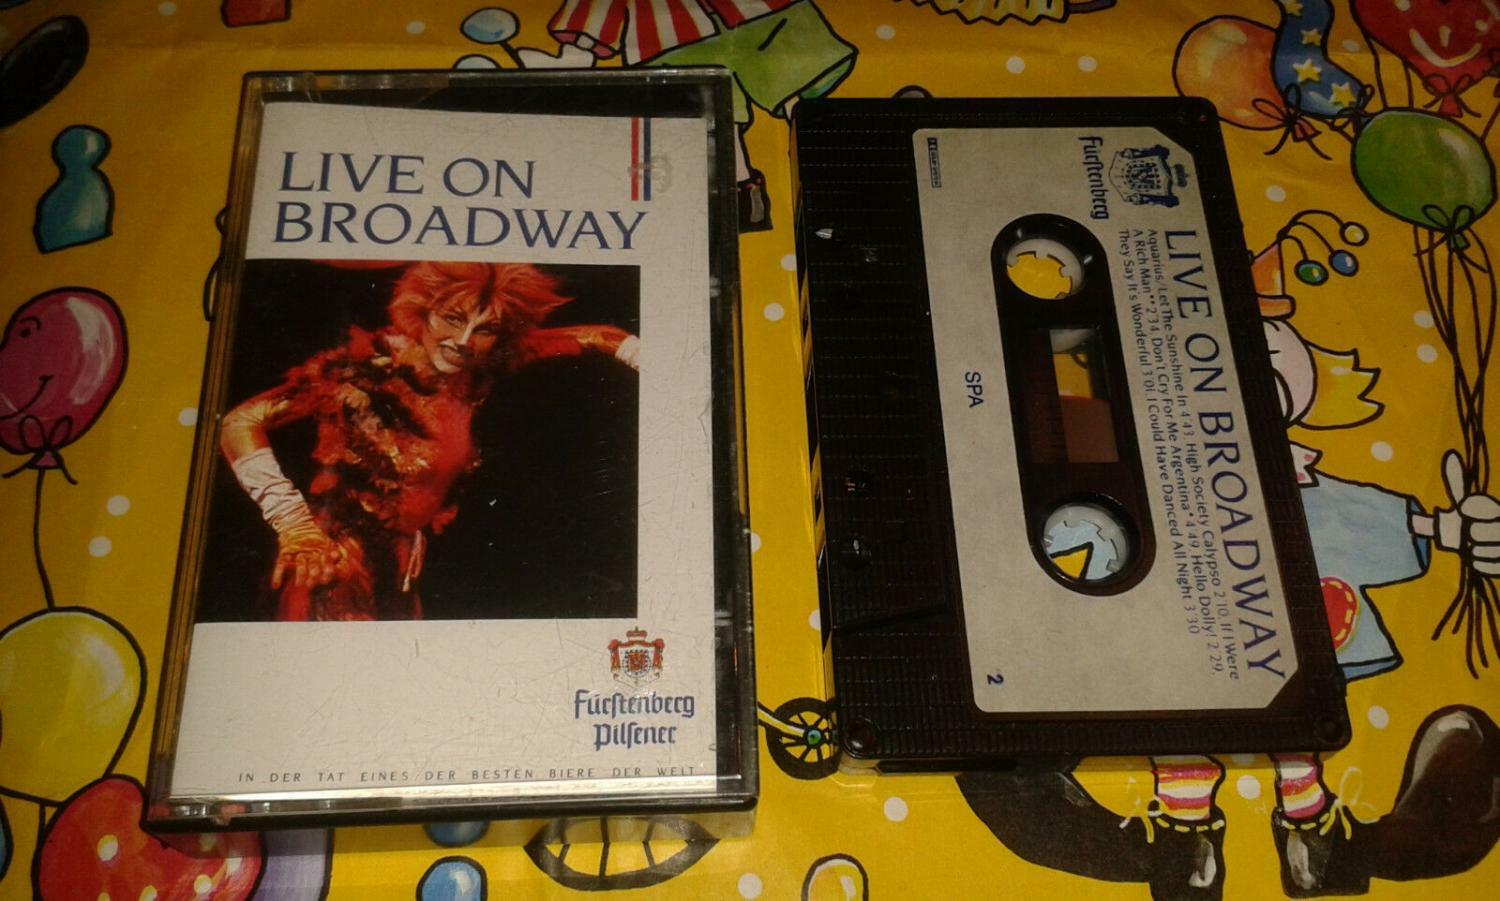 LIVE ON
BROADWAY
Fürstenberg
Pilsener
IN DER TAT EINES DER BESTEN BIERE DER WELT
Fürstenberg
LIVE ON BROADWAY
Aquarius/Let The Sunshine In 4'43, High Society Calypso 2'10, If I Were
A Rich Man** 2'34, Don't Cry For Me Argentina* 4'49, Hello Dolly! 2'29,
They Say It's Wonderful 3'01, I Could Have Danced All Night 3'30
SPA
2